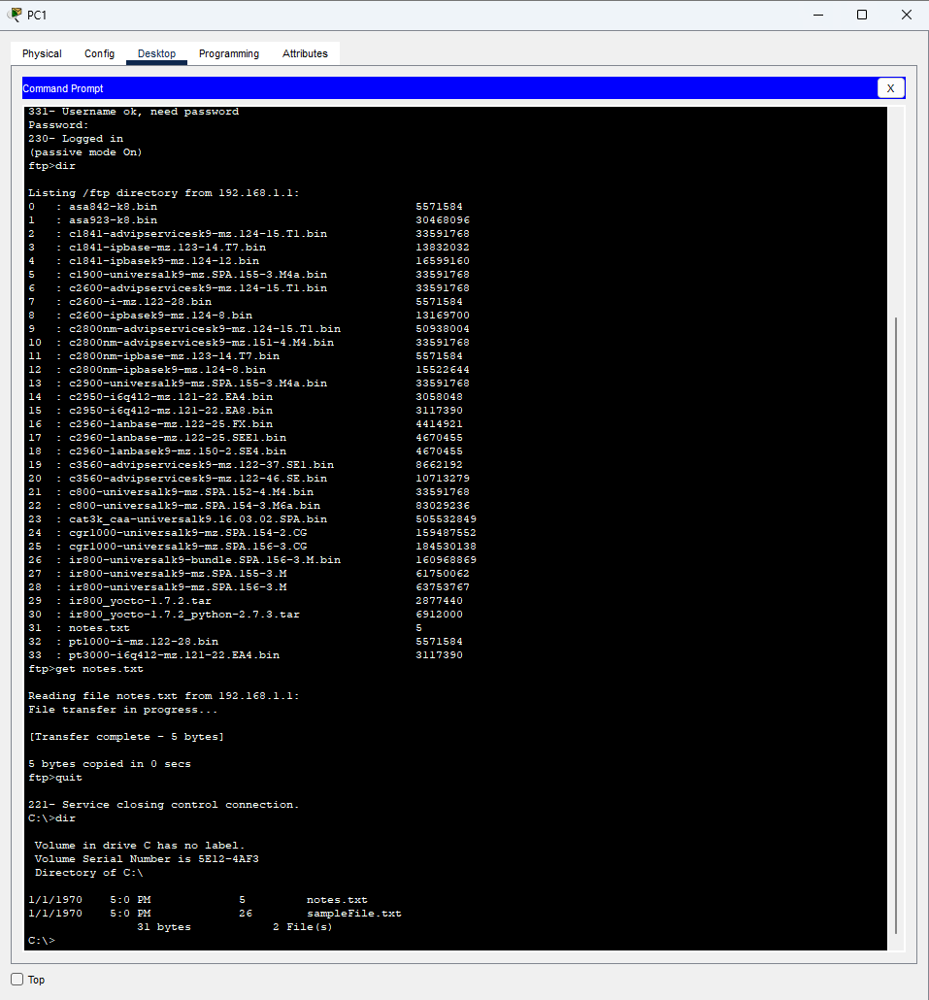 PC1
Physical Config Desktop Programming Attributes
Command Prompt X
331- Username ok, need password
Password:
230- Logged in
(passive mode On)
ftp>dir
Listing /ftp directory from 192.168.1.1:
0 : asa842-k8.bin 5571584
1 : asa923-k8.bin 30468096
2 : c1841-advipservicesk9-mz.124-15.T1.bin 33591768
3 : c1841-ipbase-mz.123-14.T7.bin 13832032
4 : c1841-ipbasek9-mz.124-12.bin 16599160
5 : c1900-universalk9-mz.SPA.155-3.M4a.bin 33591768
6 : c2600-advipservicesk9-mz.124-15.T1.bin 33591768
7 : c2600-i-mz.122-28.bin 5571584
8 : c2600-ipbasek9-mz.124-8.bin 13169700
9 : c2800nm-advipservicesk9-mz.124-15.T1.bin 50938004
10 : c2800nm-advipservicesk9-mz.151-4.M4.bin 33591768
11 : c2800nm-ipbase-mz.123-14.T7.bin 5571584
12 : c2800nm-ipbasek9-mz.124-8.bin 15522644
13 : c2900-universalk9-mz.SPA.155-3.M4a.bin 33591768
14 : c2950-i6q4l2-mz.121-22.EA4.bin 3058048
15 : c2950-i6q4l2-mz.121-22.EA8.bin 3117390
16 : c2960-lanbase-mz.122-25.FX.bin 4414921
17 : c2960-lanbase-mz.122-25.SEE1.bin 4670455
18 : c2960-lanbasek9-mz.150-2.SE4.bin 4670455
19 : c3560-advipservicesk9-mz.122-37.SE1.bin 8662192
20 : c3560-advipservicesk9-mz.122-46.SE.bin 10713279
21 : c800-universalk9-mz.SPA.152-4.M4.bin 33591768
22 : c800-universalk9-mz.SPA.154-3.M6a.bin 83029236
23 : cat3k_caa-universalk9.16.03.02.SPA.bin 505532849
24 : cgr1000-universalk9-mz.SPA.154-2.CG 159487552
25 : cgr1000-universalk9-mz.SPA.156-3.CG 184530138
26 : ir800-universalk9-bundle.SPA.156-3.M.bin 160968869
27 : ir800-universalk9-mz.SPA.155-3.M 61750062
28 : ir800-universalk9-mz.SPA.156-3.M 63753767
29 : ir800_yocto-1.7.2.tar 2877440
30 : ir800_yocto-1.7.2_python-2.7.3.tar 6912000
31 : notes.txt 5
32 : pt1000-i-mz.122-28.bin 5571584
33 : pt3000-i6q4l2-mz.121-22.EA4.bin 3117390
ftp>get notes.txt
Reading file notes.txt from 192.168.1.1:
File transfer in progress...
[Transfer complete - 5 bytes]
5 bytes copied in 0 secs
ftp>quit
221- Service closing control connection.
C:\>dir
Volume in drive C has no label.
Volume Serial Number is 5E12-4AF3
Directory of C:\
1/1/1970 5:0 PM 5 notes.txt
1/1/1970 5:0 PM 26 sampleFile.txt
31 bytes 2 File(s)
C:\>
Top